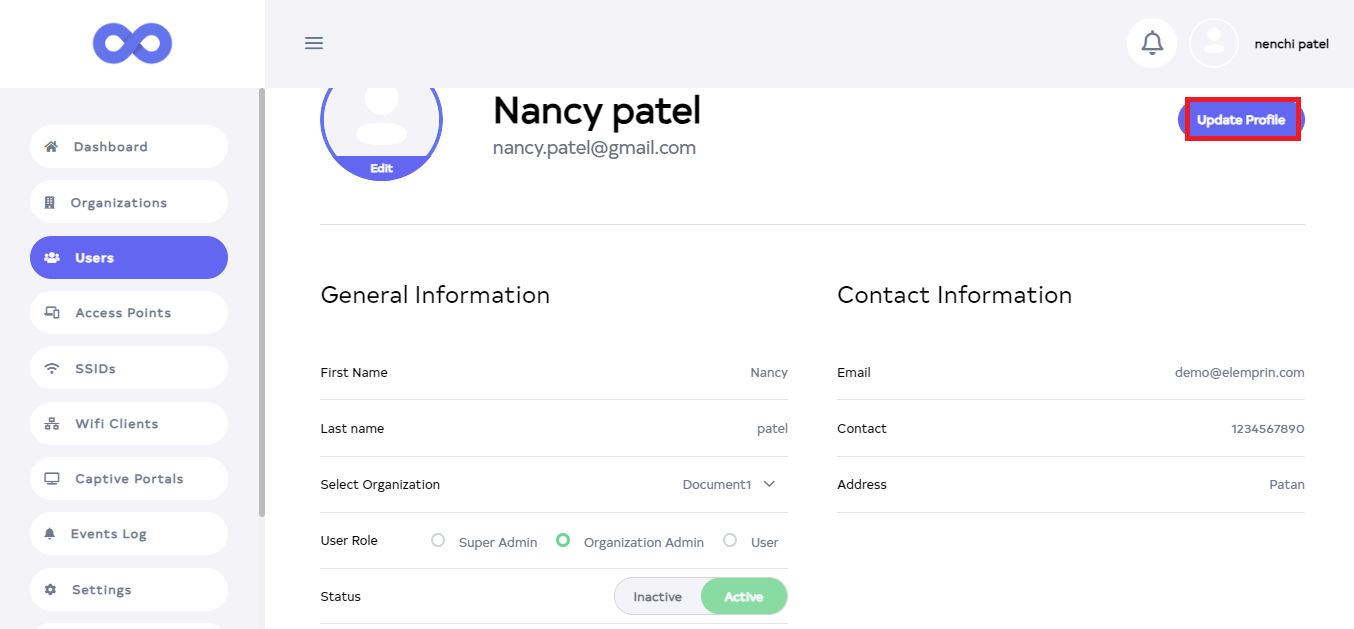 nenchi patel
Dashboard
Organizations
Users
Access Points
SSIDs
Wifi Clients
Captive Portals
Events Log
Settings
Nancy patel
nancy.patel@gmail.com
Edit
Update Profile
General Information
First Name Nancy
Last name patel
Select Organization Document1
User Role Super Admin Organization Admin User
Status Inactive Active
Contact Information
Email demo@elemprin.com
Contact 1234567890
Address Patan